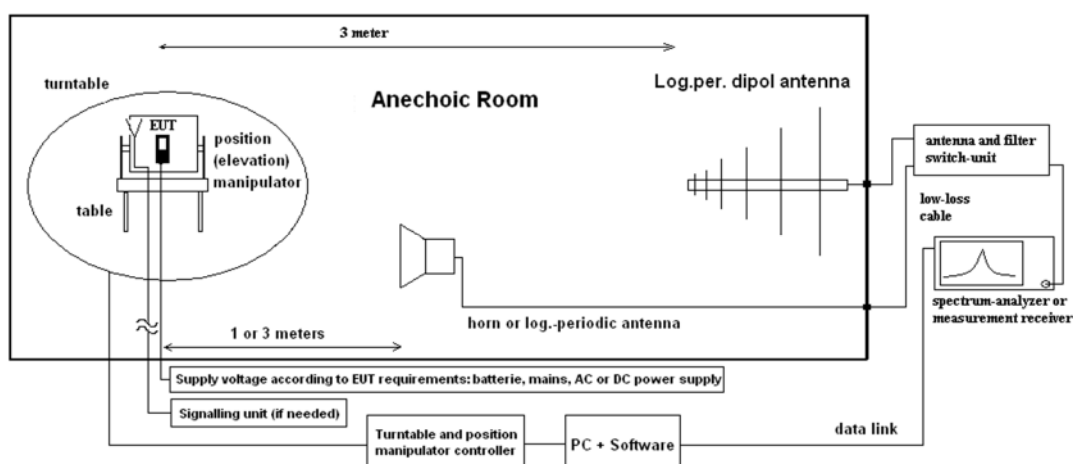 3 meter
turntable
Log.per. dipol antenna
Anechoic Room
EUT
position
(elevation)
manipulator
table
antenna and filter
switch-unit
low-loss
cable
spectrum-analyzer or
measurement receiver
horn or log.-periodic antenna
1 or 3 meters
Supply voltage according to EUT requirements: batterie, mains, AC or DC power supply
Signalling unit (if needed)
Turntable and position
manipulator controller
PC + Software
data link